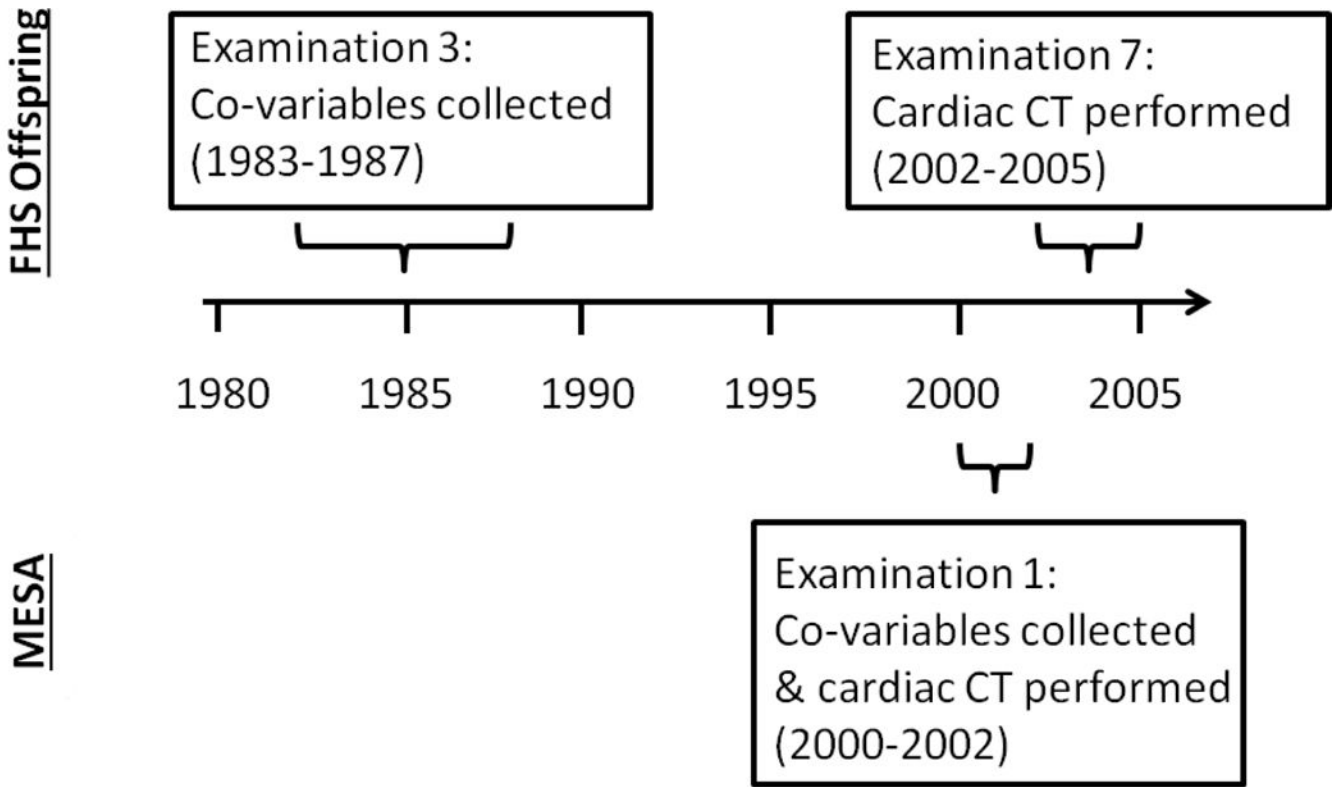 FHS Offspring
Examination 3:
Co-variables collected
(1983-1987)
Examination 7:
Cardiac CT performed
(2002-2005)
1980
1985
1990
1995
2000
2005
MESA
Examination 1:
Co-variables collected
& cardiac CT performed
(2000-2002)